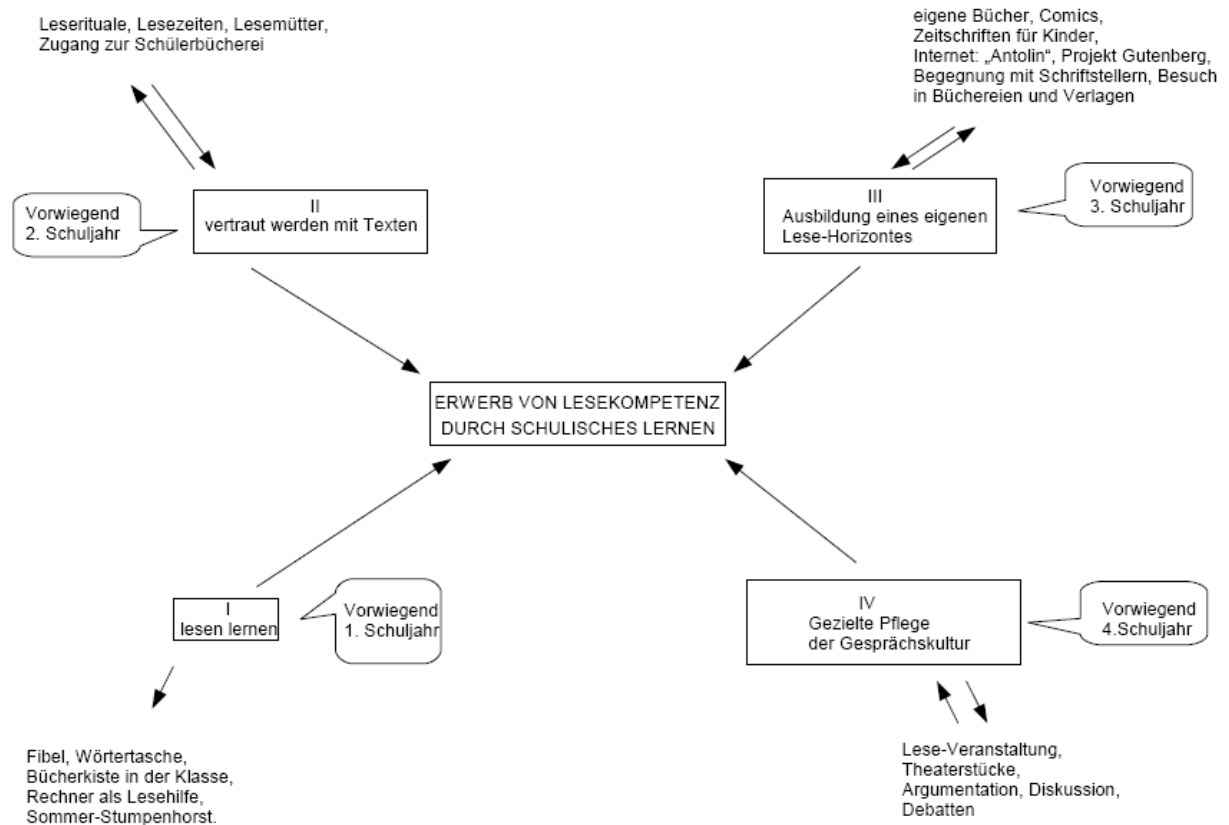 Leserituale, Lesezeiten, Lesemütter,
Zugang zur Schülerbücherei
eigene Bücher, Comics,
Zeitschriften für Kinder,
Internet: „Antolin“, Projekt Gutenberg,
Begegnung mit Schriftstellern, Besuch
in Büchereien und Verlagen
Vorwiegend
2. Schuljahr
II
vertraut werden mit Texten
III
Ausbildung eines eigenen
Lese-Horizontes
Vorwiegend
3. Schuljahr
ERWERB VON LESEKOMPETENZ
DURCH SCHULISCHES LERNEN
I
lesen lernen
Vorwiegend
1. Schuljahr
IV
Gezielte Pflege
der Gesprächskultur
Vorwiegend
4.Schuljahr
Fibel, Wörtertasche,
Bücherkiste in der Klasse,
Rechner als Lesehilfe,
Sommer-Stumpenhorst.
Lese-Veranstaltung,
Theaterstücke,
Argumentation, Diskussion,
Debatten